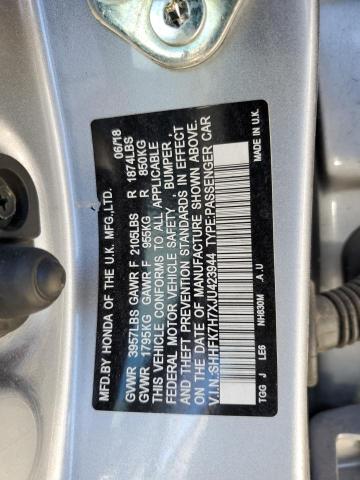 MFD.BY HONDA OF THE U.K. MFG.,LTD. 06/18
GVWR 3957LBS GAWR F 2105LBS R 1874LBS
GVWR 1795KG GAWR F 955KG R 850KG
THIS VEHICLE CONFORMS TO ALL APPLICABLE
FEDERAL MOTOR VEHICLE SAFETY, BUMPER,
AND THEFT PREVENTION STANDARDS IN EFFECT
ON THE DATE OF MANUFACTURE SHOWN ABOVE.
V.I.N.:SHHFK7H7XJU423944 TYPE:PASSENGER CAR
TGG J LE6 NH830M .A.U MADE IN U.K.